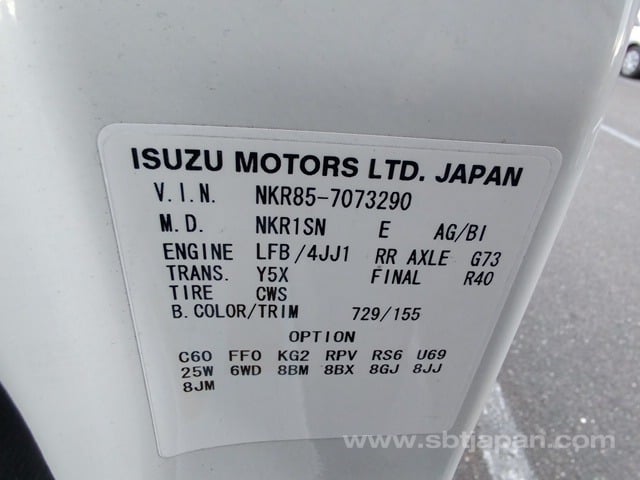 ISUZU MOTORS LTD. JAPAN
V.I.N. NKR85-7073290
M.D. NKR1SN E AG/BI
ENGINE LFB/4JJ1 RR AXLE G73
TRANS. Y5X FINAL R40
TIRE CWS
B.COLOR/TRIM 729/155
OPTION
C60 FF0 KG2 RPV RS6 U69
25W 6WD 8BM 8BX 8GJ 8JJ
8JM
www.sbtjapan.com